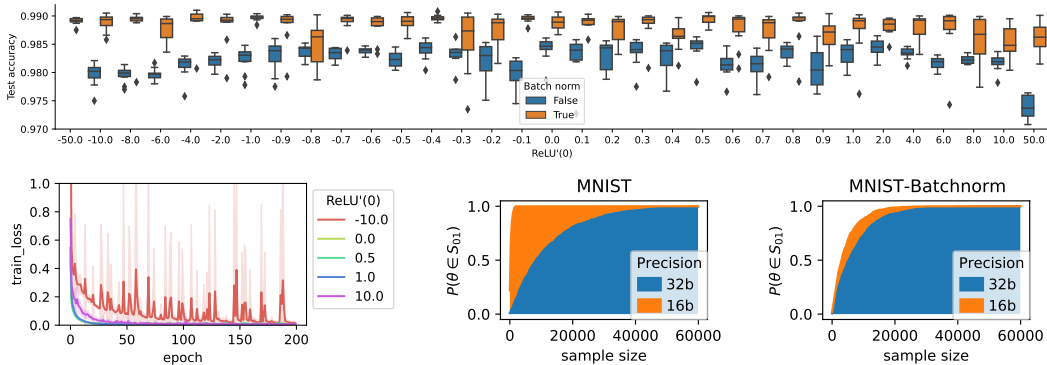 0.990
0.985
0.980
0.975
0.970
Test accuracy
Batch norm
False
True
-50.0 -10.0 -8.0 -6.0 -4.0 -2.0 -1.0 -0.9 -0.8 -0.7 -0.6 -0.5 -0.4 -0.3 -0.2 -0.1 0.0 0.1 0.2 0.3 0.4 0.5 0.6 0.7 0.8 0.9 1.0 2.0 4.0 6.0 8.0 10.0 50.0
ReLU'(0)
1.0
0.8
0.6
0.4
0.2
0.0
train_loss
0 50 100 150 200
epoch
ReLU'(0)
-10.0
0.0
0.5
1.0
10.0
MNIST
1.0
0.5
0.0
P(θ ∈ S₀₁)
Precision
32b
16b
0 20000 40000 60000
sample size
MNIST-Batchnorm
1.0
0.5
0.0
P(θ ∈ S₀₁)
Precision
32b
16b
0 20000 40000 60000
sample size